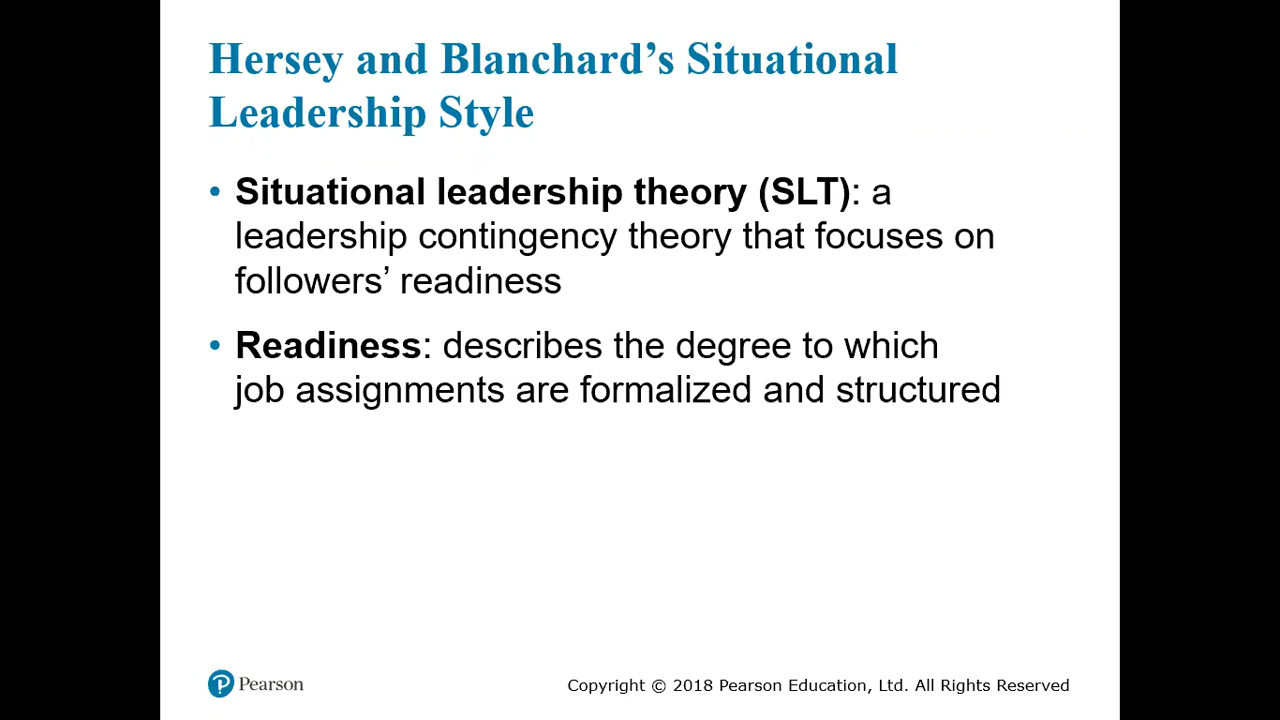 Hersey and Blanchard’s Situational
Leadership Style
• Situational leadership theory (SLT): a
leadership contingency theory that focuses on
followers’ readiness
• Readiness: describes the degree to which
job assignments are formalized and structured
P Pearson
Copyright © 2018 Pearson Education, Ltd. All Rights Reserved